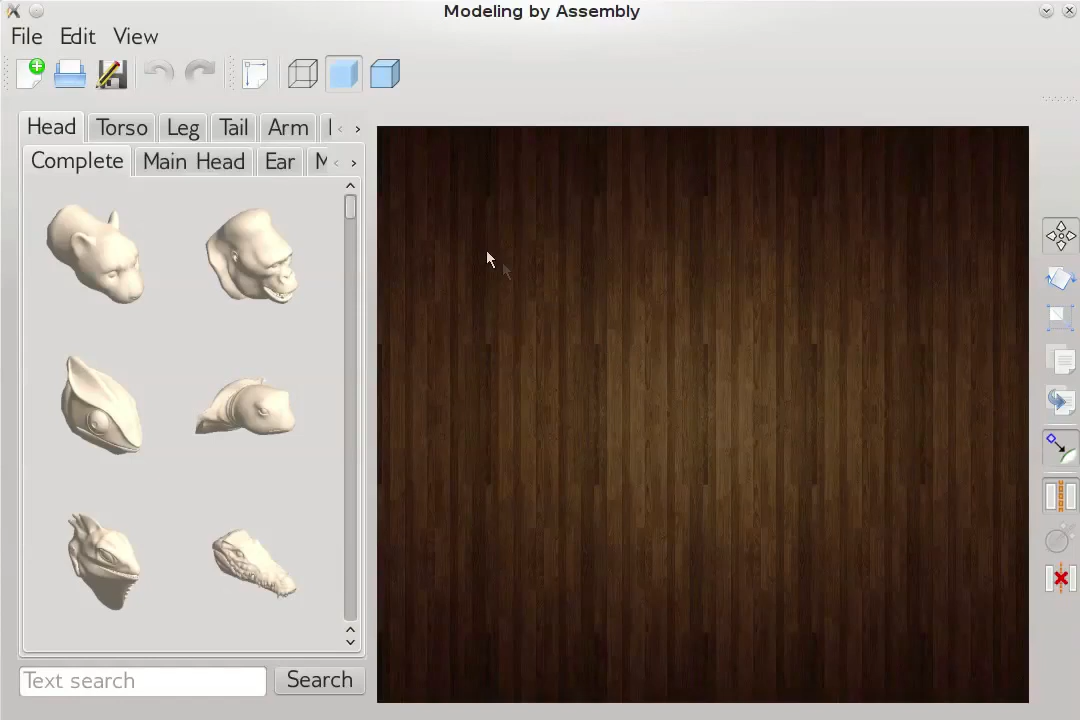 Modeling by Assembly
File Edit View
Head Torso Leg Tail Arm
Complete Main Head Ear M
Text search Search